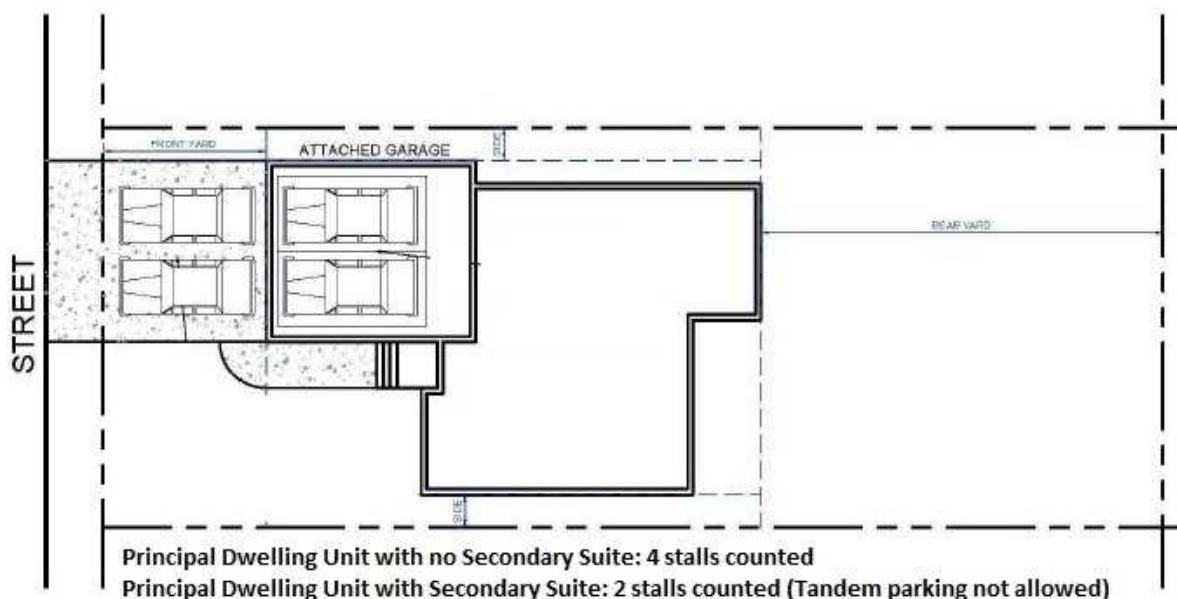 FRONT YARD
ATTACHED GARAGE
SIDE
REAR YARD
STREET
SIDE
Principal Dwelling Unit with no Secondary Suite: 4 stalls counted
Principal Dwelling Unit with Secondary Suite: 2 stalls counted (Tandem parking not allowed)